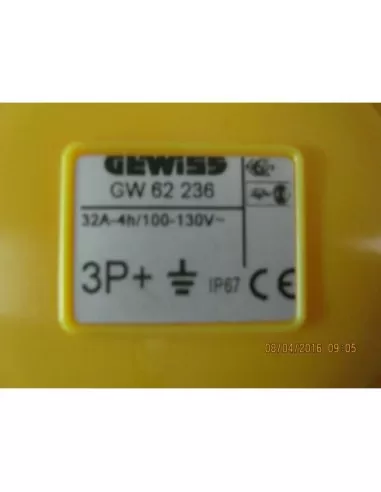 GEWISS
GW 62 236
32A-4h/100-130V~
3P+ ⏚ IP67 CE
08/04/2016 09:05